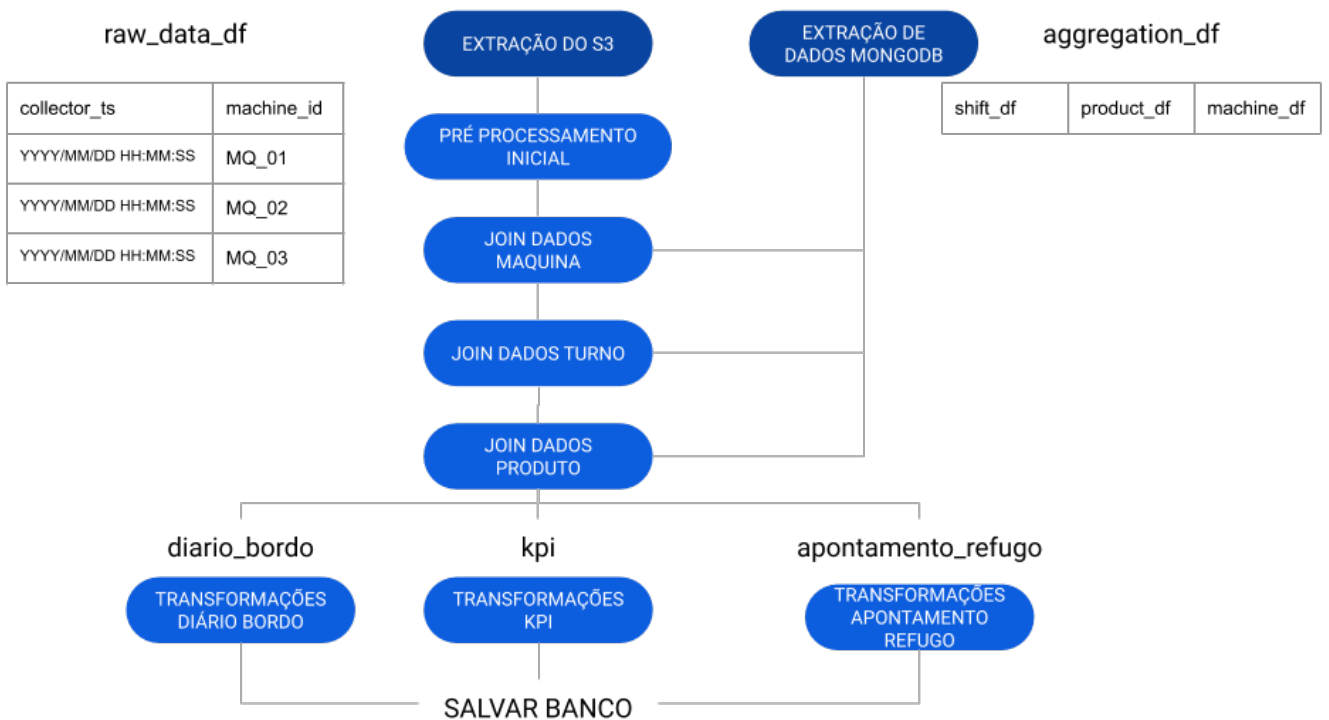 raw_data_df
collector_ts
machine_id
YYYY/MM/DD HH:MM:SS
MQ_01
YYYY/MM/DD HH:MM:SS
MQ_02
YYYY/MM/DD HH:MM:SS
MQ_03
EXTRAÇÃO DO S3
EXTRAÇÃO DE
DADOS MONGODB
aggregation_df
shift_df
product_df
machine_df
PRÉ PROCESSAMENTO
INICIAL
JOIN DADOS
MAQUINA
JOIN DADOS TURNO
JOIN DADOS
PRODUTO
diario_bordo
TRANSFORMAÇÕES
DIÁRIO BORDO
kpi
TRANSFORMAÇÕES
KPI
apontamento_refugo
TRANSFORMAÇÕES
APONTAMENTO
REFUGO
SALVAR BANCO